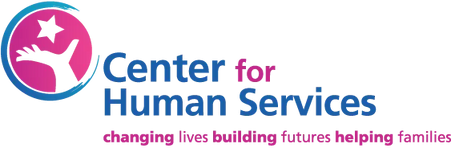 Center for
Human Services
changing lives building futures helping families